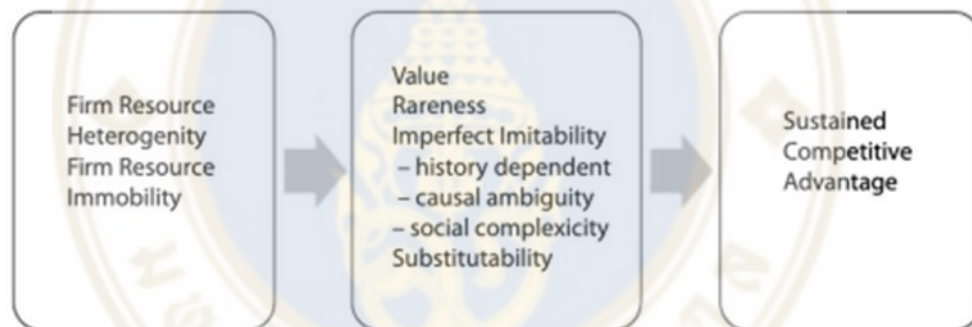 Firm Resource
Heterogenity
Firm Resource
Immobility
Value
Rareness
Imperfect Imitability
– history dependent
– causal ambiguity
– social complexicity
Substitutability
Sustained
Competitive
Advantage